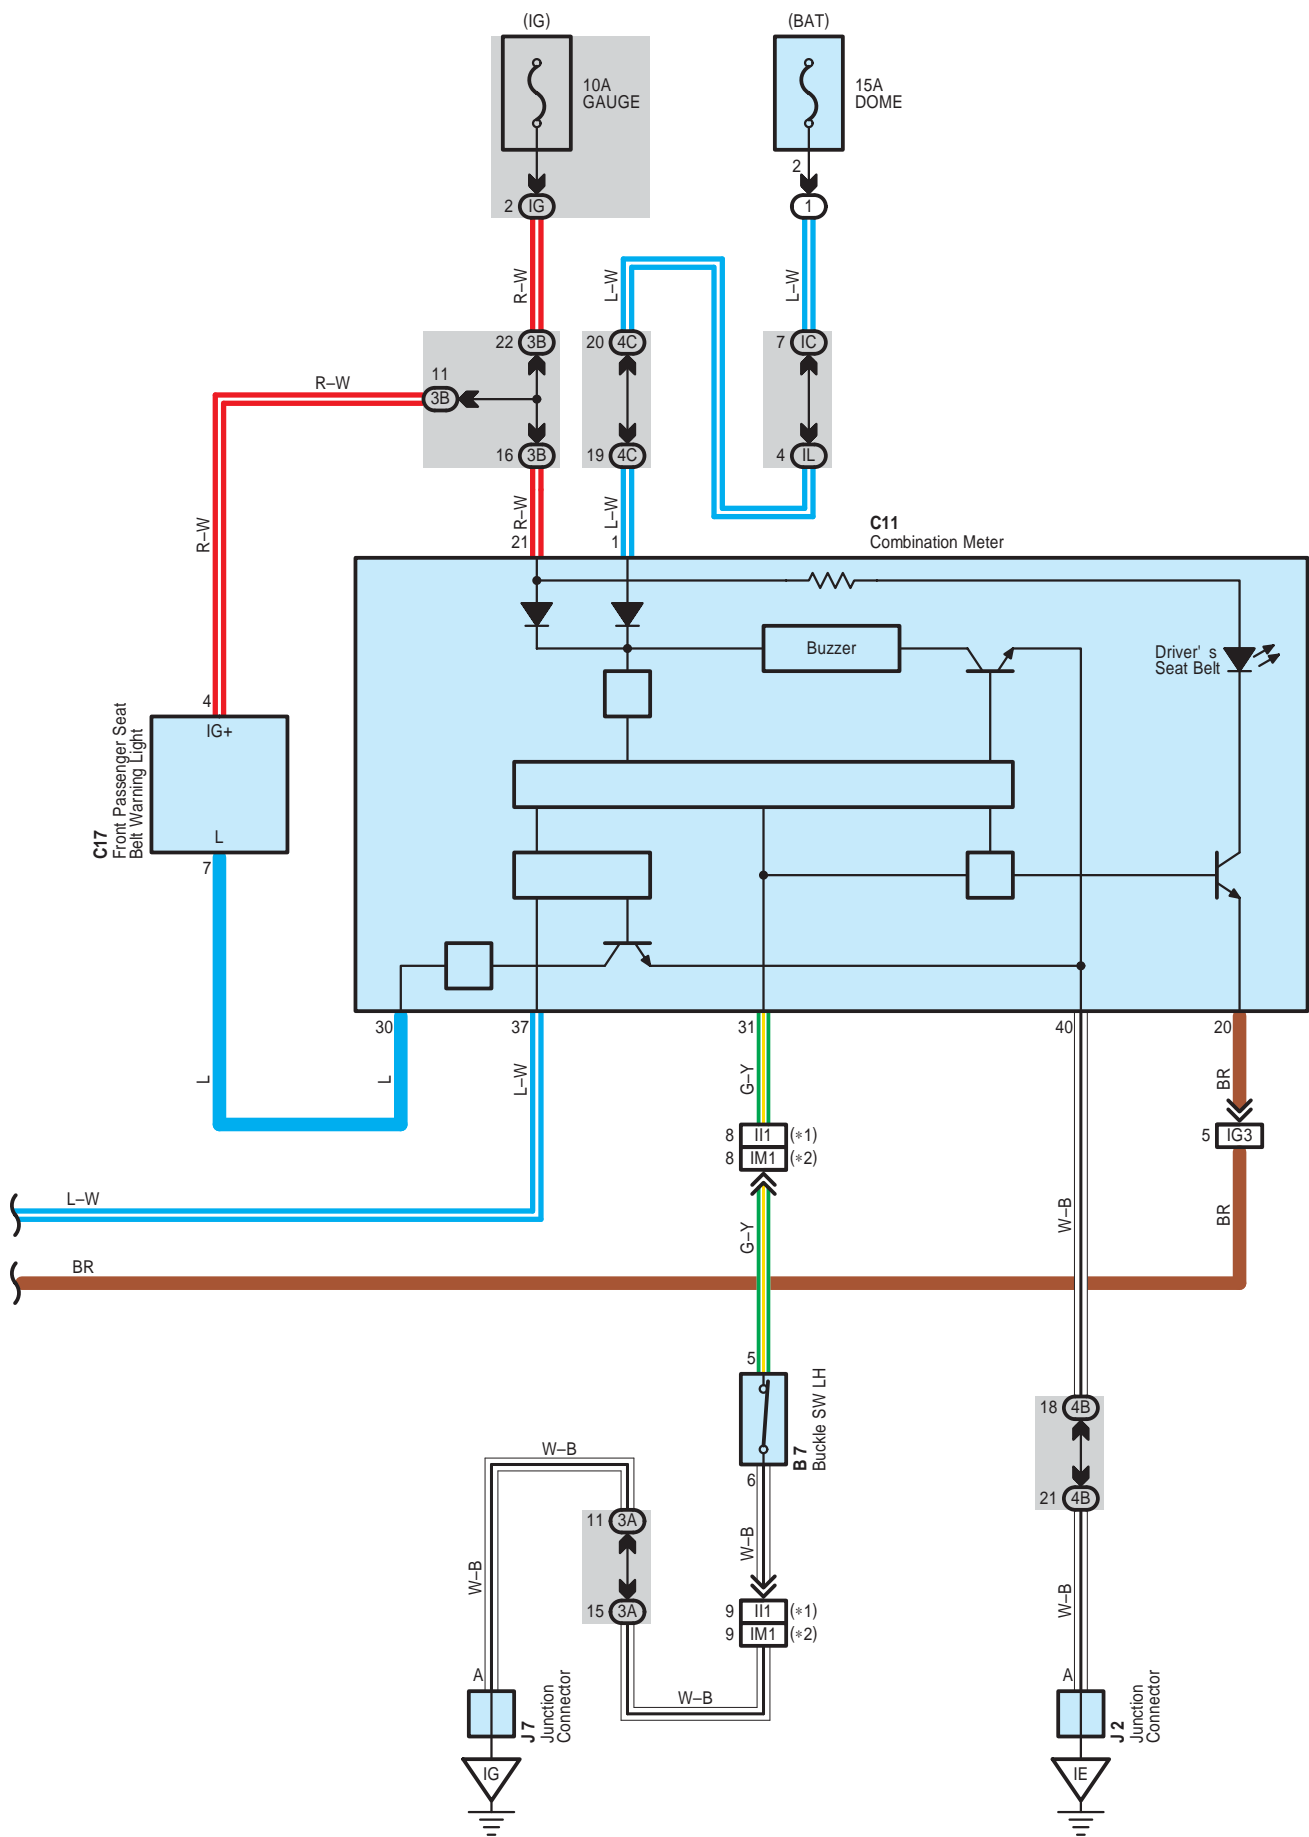 (IG)
(BAT)
10A
GAUGE
15A
DOME
2
2 IG
1
R–W
L–W
L–W
22 3B
20 4C
7 IC
11
3B
R–W
16 3B
19 4C
4 IL
R–W
R–W
L–W
21
1
C11
Combination Meter
Buzzer
Driver' s
Seat Belt
4
IG+
L
7
C17
Front Passenger Seat
Belt Warning Light
30
37
31
40
20
L
L
L–W
G–Y
BR
8 II1 (*1)
8 IM1 (*2)
5 IG3
L–W
G–Y
W–B
BR
BR
5
B 7
Buckle SW LH
6
18 4B
21 4B
W–B
11 3A
W–B
W–B
15 3A
9 II1 (*1)
9 IM1 (*2)
W–B
W–B
A
J 7
Junction
Connector
IG
A
J 2
Junction
Connector
IE